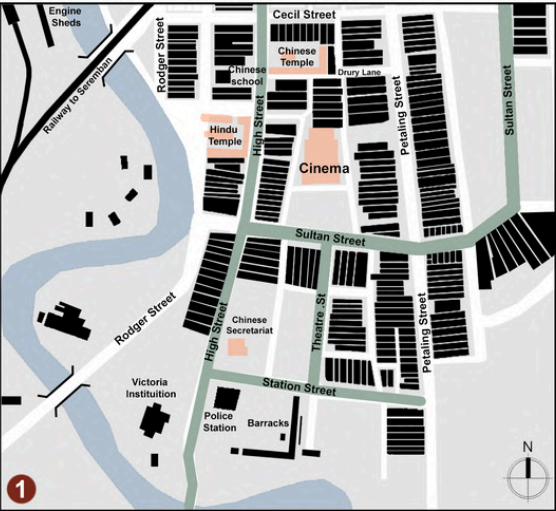 Engine
Sheds
Cecil Street
Rodger Street
Chinese
Temple
Railway to Seremban
Chinese
school
Drury Lane
High Street
Petaling Street
Sultan Street
Hindu
Temple
Cinema
Sultan Street
Rodger Street
High Street
Theatre .St
Petaling Street
Chinese
Secretariat
Station Street
Victoria
Instituition
Police
Station
Barracks
N
1